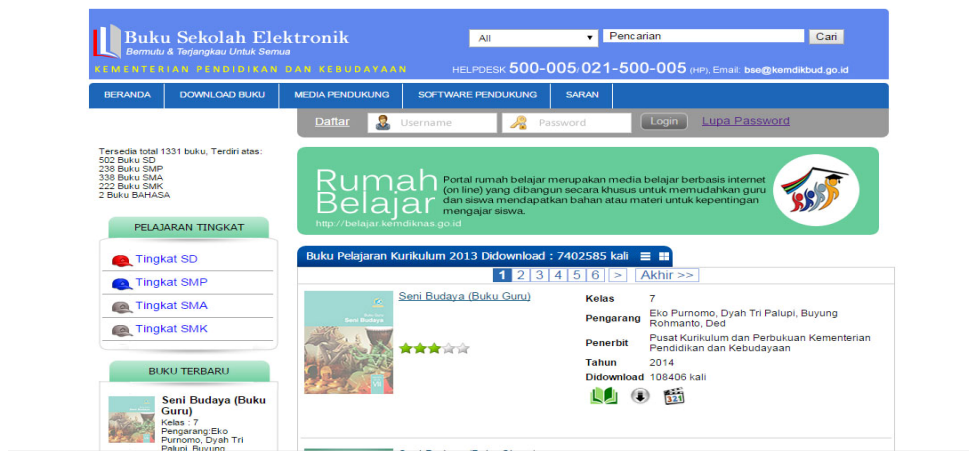 Buku Sekolah Elektronik
Bermutu & Terjangkau Untuk Semua
KEMENTERIAN PENDIDIKAN DAN KEBUDAYAAN
All
Pencarian
Cari
HELPDESK 500-005/ 021-500-005 (HP), Email: bse@kemdikbud.go.id
BERANDA DOWNLOAD BUKU MEDIA PENDUKUNG SOFTWARE PENDUKUNG SARAN
Daftar Username Password Login Lupa Password
Tersedia total 1331 buku, Terdiri atas:
502 Buku SD
238 Buku SMP
338 Buku SMA
222 Buku SMK
2 Buku BAHASA
PELAJARAN TINGKAT
Tingkat SD
Tingkat SMP
Tingkat SMA
Tingkat SMK
BUKU TERBARU
Seni Budaya (Buku
Guru)
Kelas : 7
Pengarang:Eko
Purnomo, Dyah Tri
Palupi, Buyung
Rumah
Belajar
http://belajar.kemdiknas.go.id
Portal rumah belajar merupakan media belajar berbasis internet
(on line) yang dibangun secara khusus untuk memudahkan guru
dan siswa mendapatkan bahan atau materi untuk kepentingan
mengajar siswa.
Buku Pelajaran Kurikulum 2013 Didownload : 7402585 kali
1 2 3 4 5 6 > Akhir >>
Seni Budaya
VII
Seni Budaya (Buku Guru)
Kelas 7
Pengarang Eko Purnomo, Dyah Tri Palupi, Buyung
Rohmanto, Ded
Penerbit Pusat Kurikulum dan Perbukuan Kementerian
Pendidikan dan Kebudayaan
Tahun 2014
Didownload 108406 kali
321